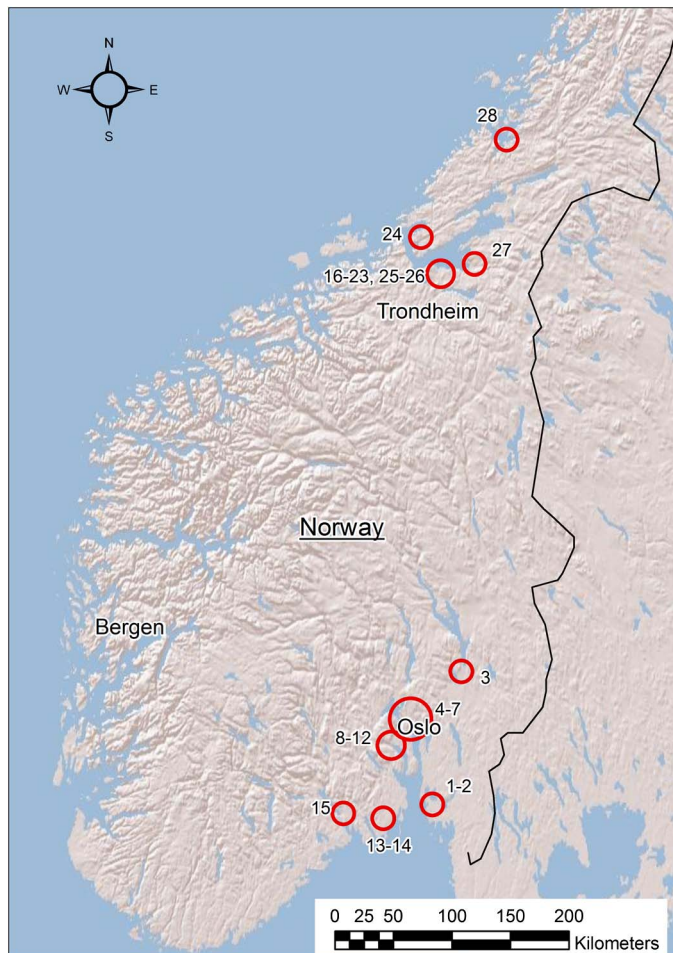 N
W E
S
28
24
27
16-23, 25-26
Trondheim
Norway
Bergen
3
4-7
Oslo
8-12
1-2
15
13-14
0 25 50 100 150 200
Kilometers